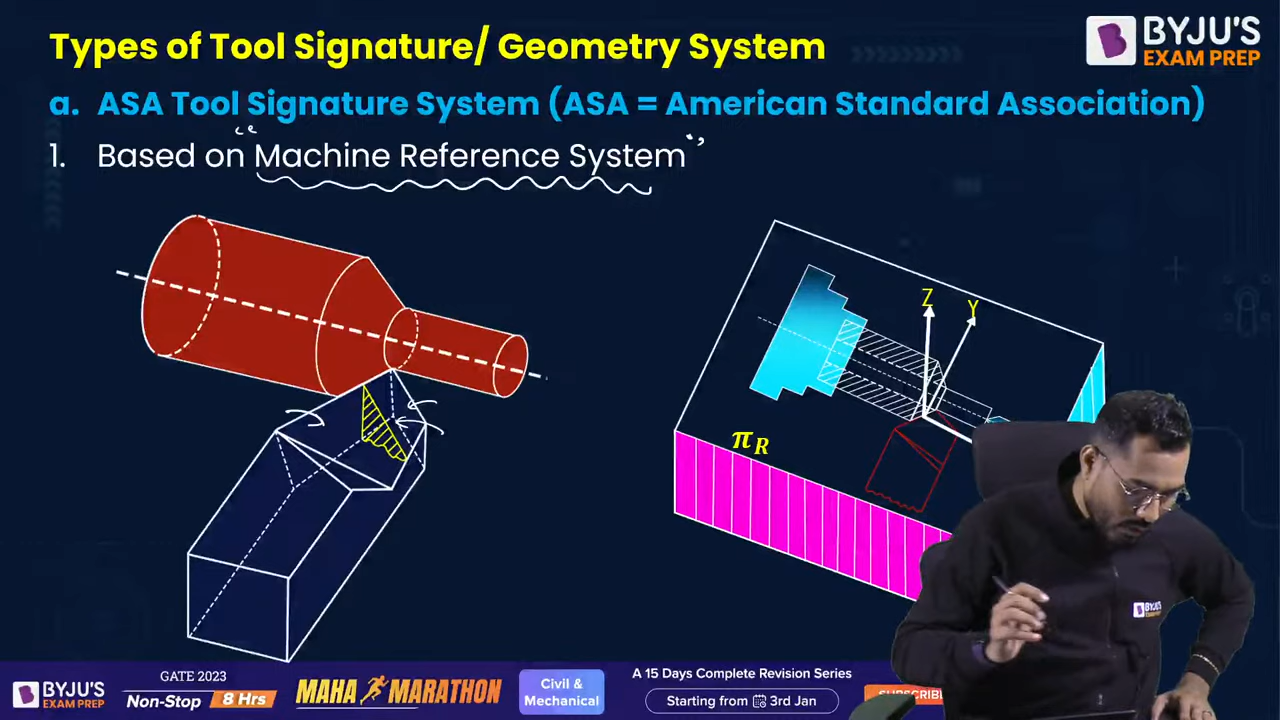 Types of Tool Signature/ Geometry System
BYJU'S
EXAM PREP
a. ASA Tool Signature System (ASA = American Standard Association)
1. Based on "Machine Reference System"
Z
Y
π_R
BYJU'S
BYJU'S
EXAM PREP
GATE 2023
Non-Stop 8 Hrs
MAHA MARATHON
Civil &
Mechanical
A 15 Days Complete Revision Series
Starting from 3rd Jan